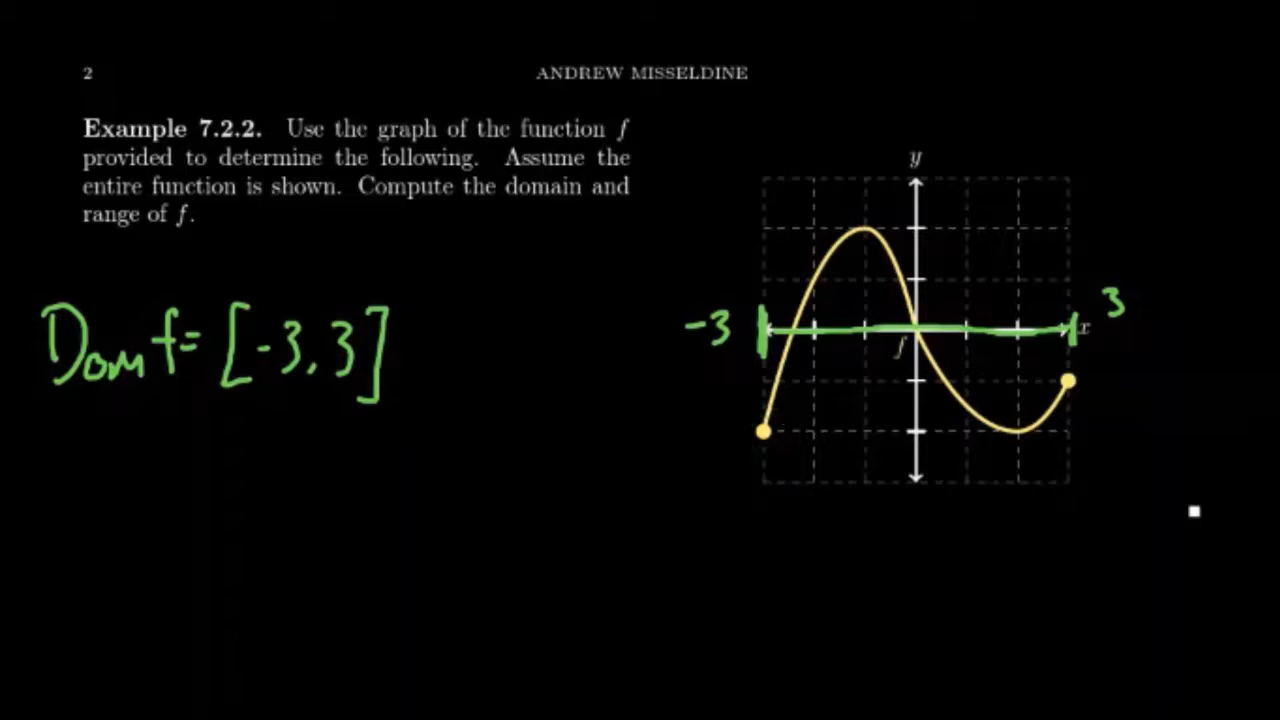 2 ANDREW MISSELDINE
Example 7.2.2. Use the graph of the function f
provided to determine the following. Assume the
entire function is shown. Compute the domain and
range of f.
y
-3
3
x
f
Dom f = [-3, 3]